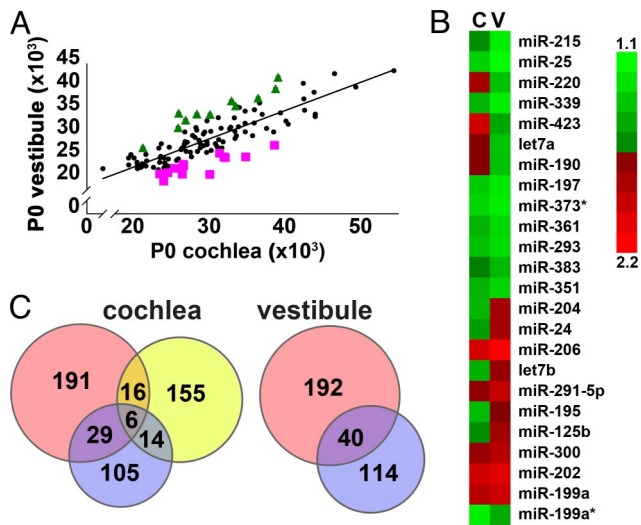 A
P0 vestibule (x10³)
45
40
35
30
25
20
0
0
20
30
40
50
P0 cochlea (x10³)
B
C V
miR-215
miR-25
miR-220
miR-339
miR-423
let7a
miR-190
miR-197
miR-373*
miR-361
miR-293
miR-383
miR-351
miR-204
miR-24
miR-206
let7b
miR-291-5p
miR-195
miR-125b
miR-300
miR-202
miR-199a
miR-199a*
1.1
2.2
C
cochlea
191
16
155
6
29
14
105
vestibule
192
40
114